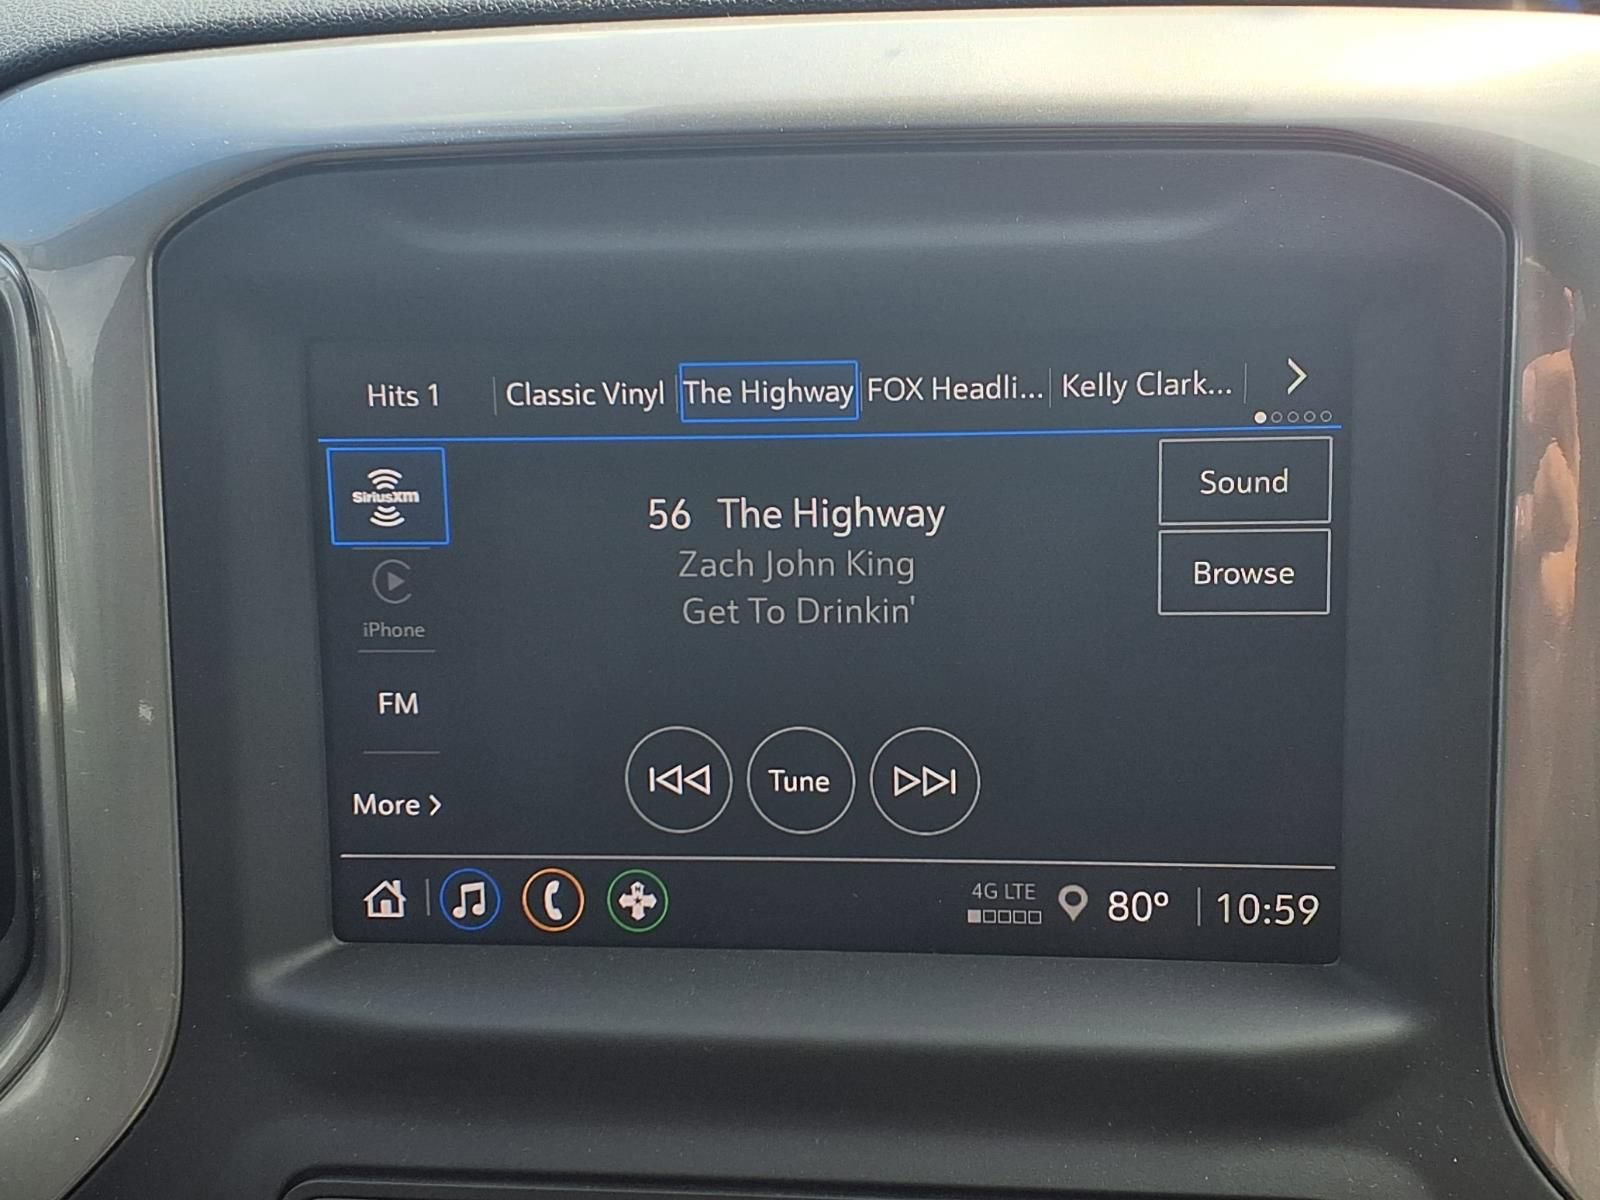 Hits 1
Classic Vinyl
The Highway
FOX Headli...
Kelly Clark...
SiriusXM
56 The Highway
Zach John King
Get To Drinkin'
Sound
Browse
iPhone
FM
More >
Tune
4G LTE
80°
10:59